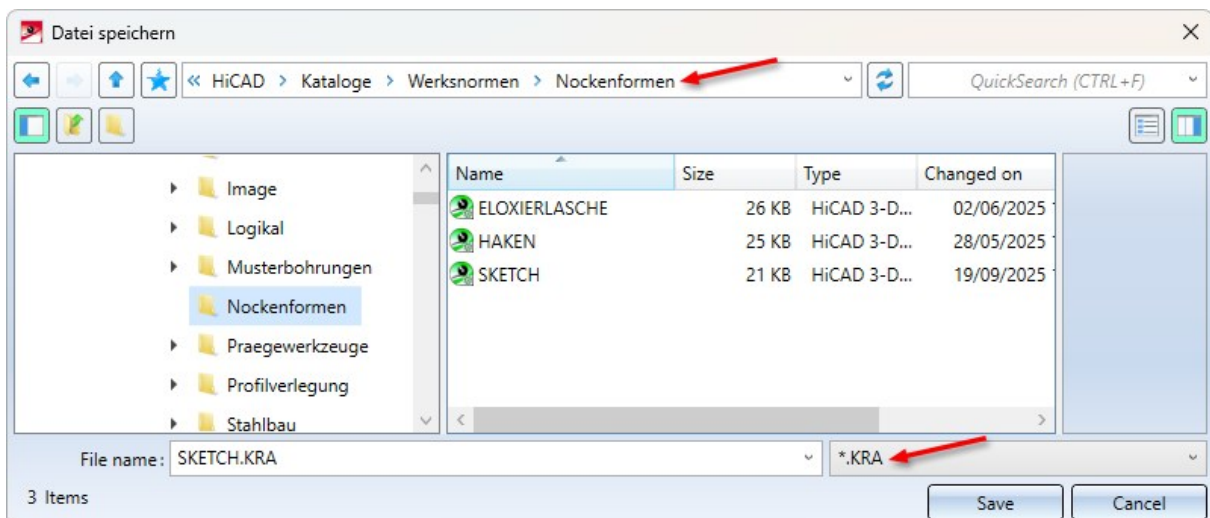 Datei speichern
« HiCAD > Kataloge > Werksnormen > Nockenformen
QuickSearch (CTRL+F)
Image
Logikal
Musterbohrungen
Nockenformen
Praegewerkzeuge
Profilverlegung
Stahlbau
Name Size Type Changed on
ELOXIERLASCHE 26 KB HiCAD 3-D... 02/06/2025
HAKEN 25 KB HiCAD 3-D... 28/05/2025
SKETCH 21 KB HiCAD 3-D... 19/09/2025
File name: SKETCH.KRA *.KRA
3 Items Save Cancel